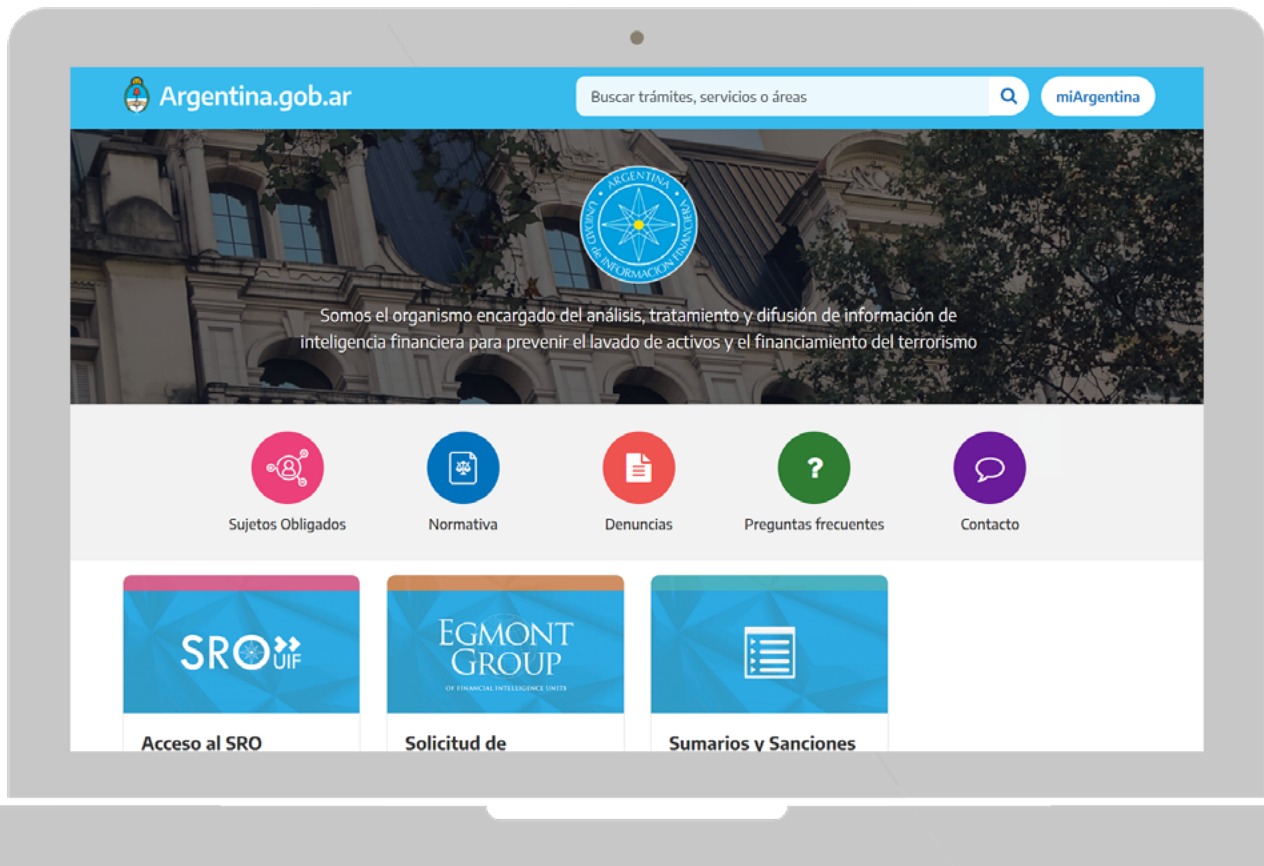 Argentina.gob.ar
Buscar trámites, servicios o áreas
miArgentina
ARGENTINA
UNIDAD de INFORMACION FINANCIERA
Somos el organismo encargado del análisis, tratamiento y difusión de información de
inteligencia financiera para prevenir el lavado de activos y el financiamiento del terrorismo
?
Sujetos Obligados
Normativa
Denuncias
Preguntas frecuentes
Contacto
SRO UIF
EGMONT
GROUP
OF FINANCIAL INTELLIGENCE UNITS
Acceso al SRO
Solicitud de
Sumarios y Sanciones